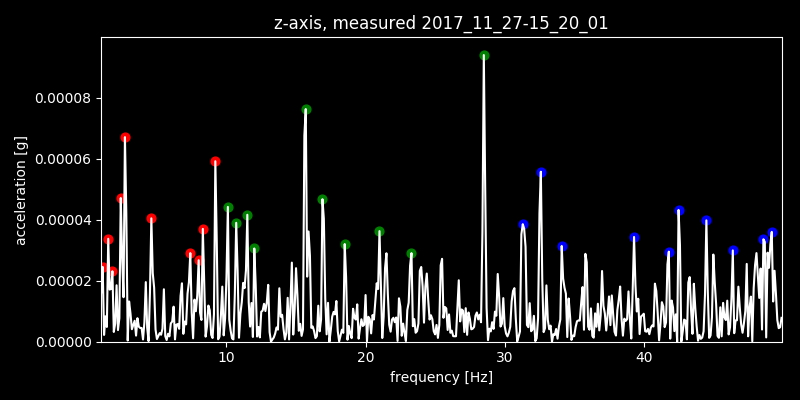 z-axis, measured 2017_11_27-15_20_01
acceleration [g]
0.00008
0.00006
0.00004
0.00002
0.00000
10 20 30 40
frequency [Hz]